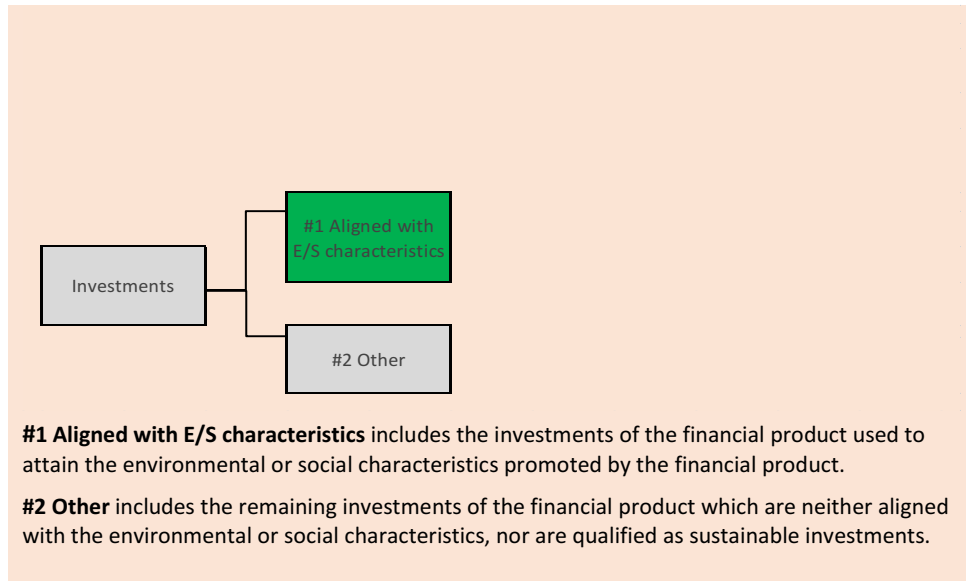 #1 Aligned with
E/S characteristics
Investments
#2 Other
#1 Aligned with E/S characteristics includes the investments of the financial product used to
attain the environmental or social characteristics promoted by the financial product.
#2 Other includes the remaining investments of the financial product which are neither aligned
with the environmental or social characteristics, nor are qualified as sustainable investments.